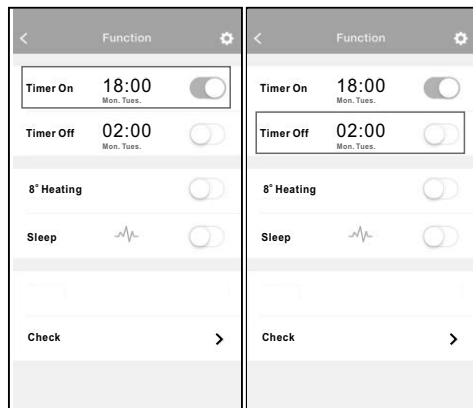 Function
Timer On 18:00
Mon. Tues.
Timer Off 02:00
Mon. Tues.
8° Heating
Sleep
Check
Function
Timer On 18:00
Mon. Tues.
Timer Off 02:00
Mon. Tues.
8° Heating
Sleep
Check